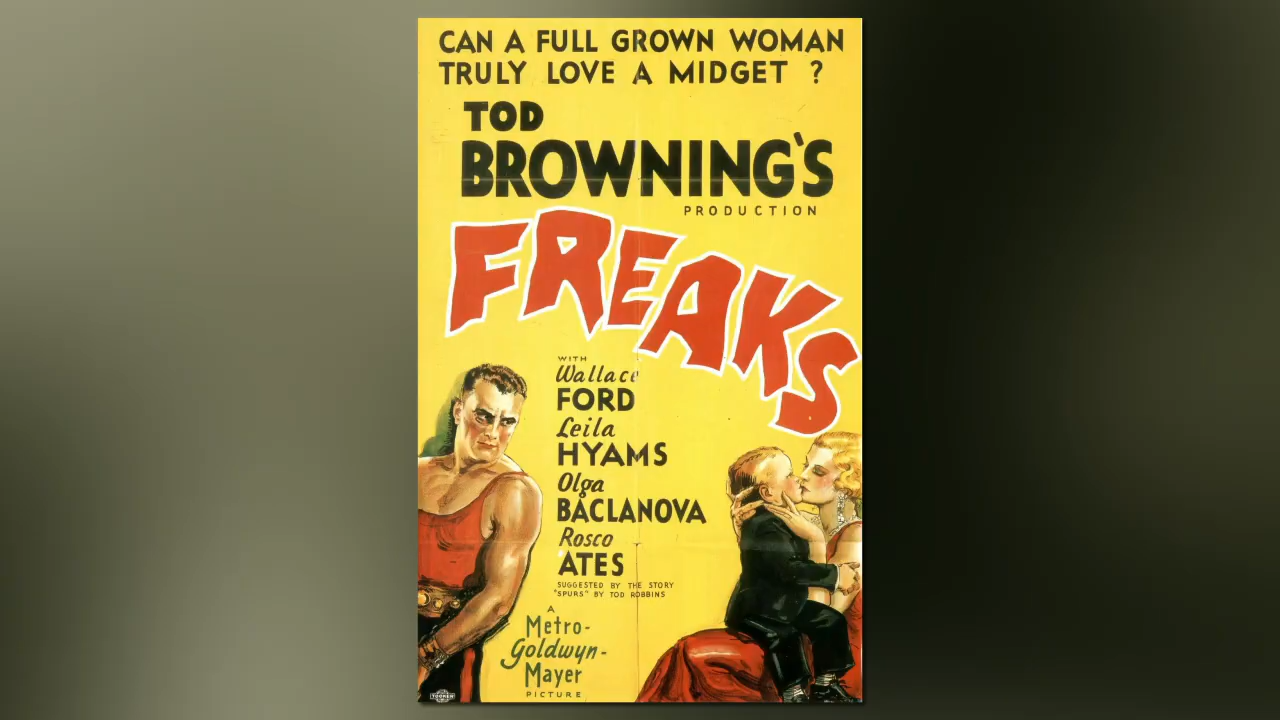 CAN A FULL GROWN WOMAN
TRULY LOVE A MIDGET ?
TOD
BROWNING'S
PRODUCTION
FREAKS
WITH
Wallace
FORD
Leila
HYAMS
Olga
BACLANOVA
Rosco
ATES
SUGGESTED BY THE STORY
"SPURS" BY TOD ROBBINS
A
Metro-
Goldwyn-
Mayer
PICTURE